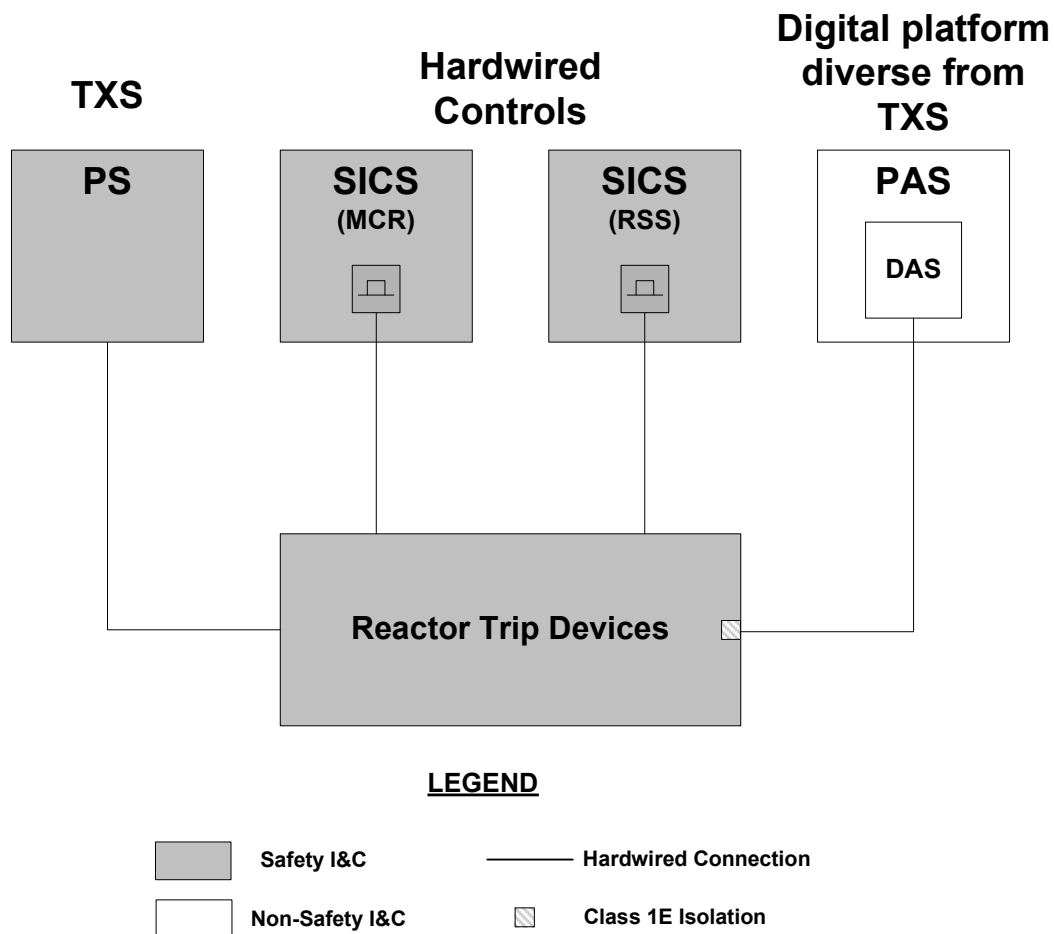 TXS
Hardwired
Controls
Digital platform
diverse from
TXS
PS
SICS
(MCR)
SICS
(RSS)
PAS
DAS
Reactor Trip Devices
LEGEND
Safety I&C
Hardwired Connection
Non-Safety I&C
Class 1E Isolation